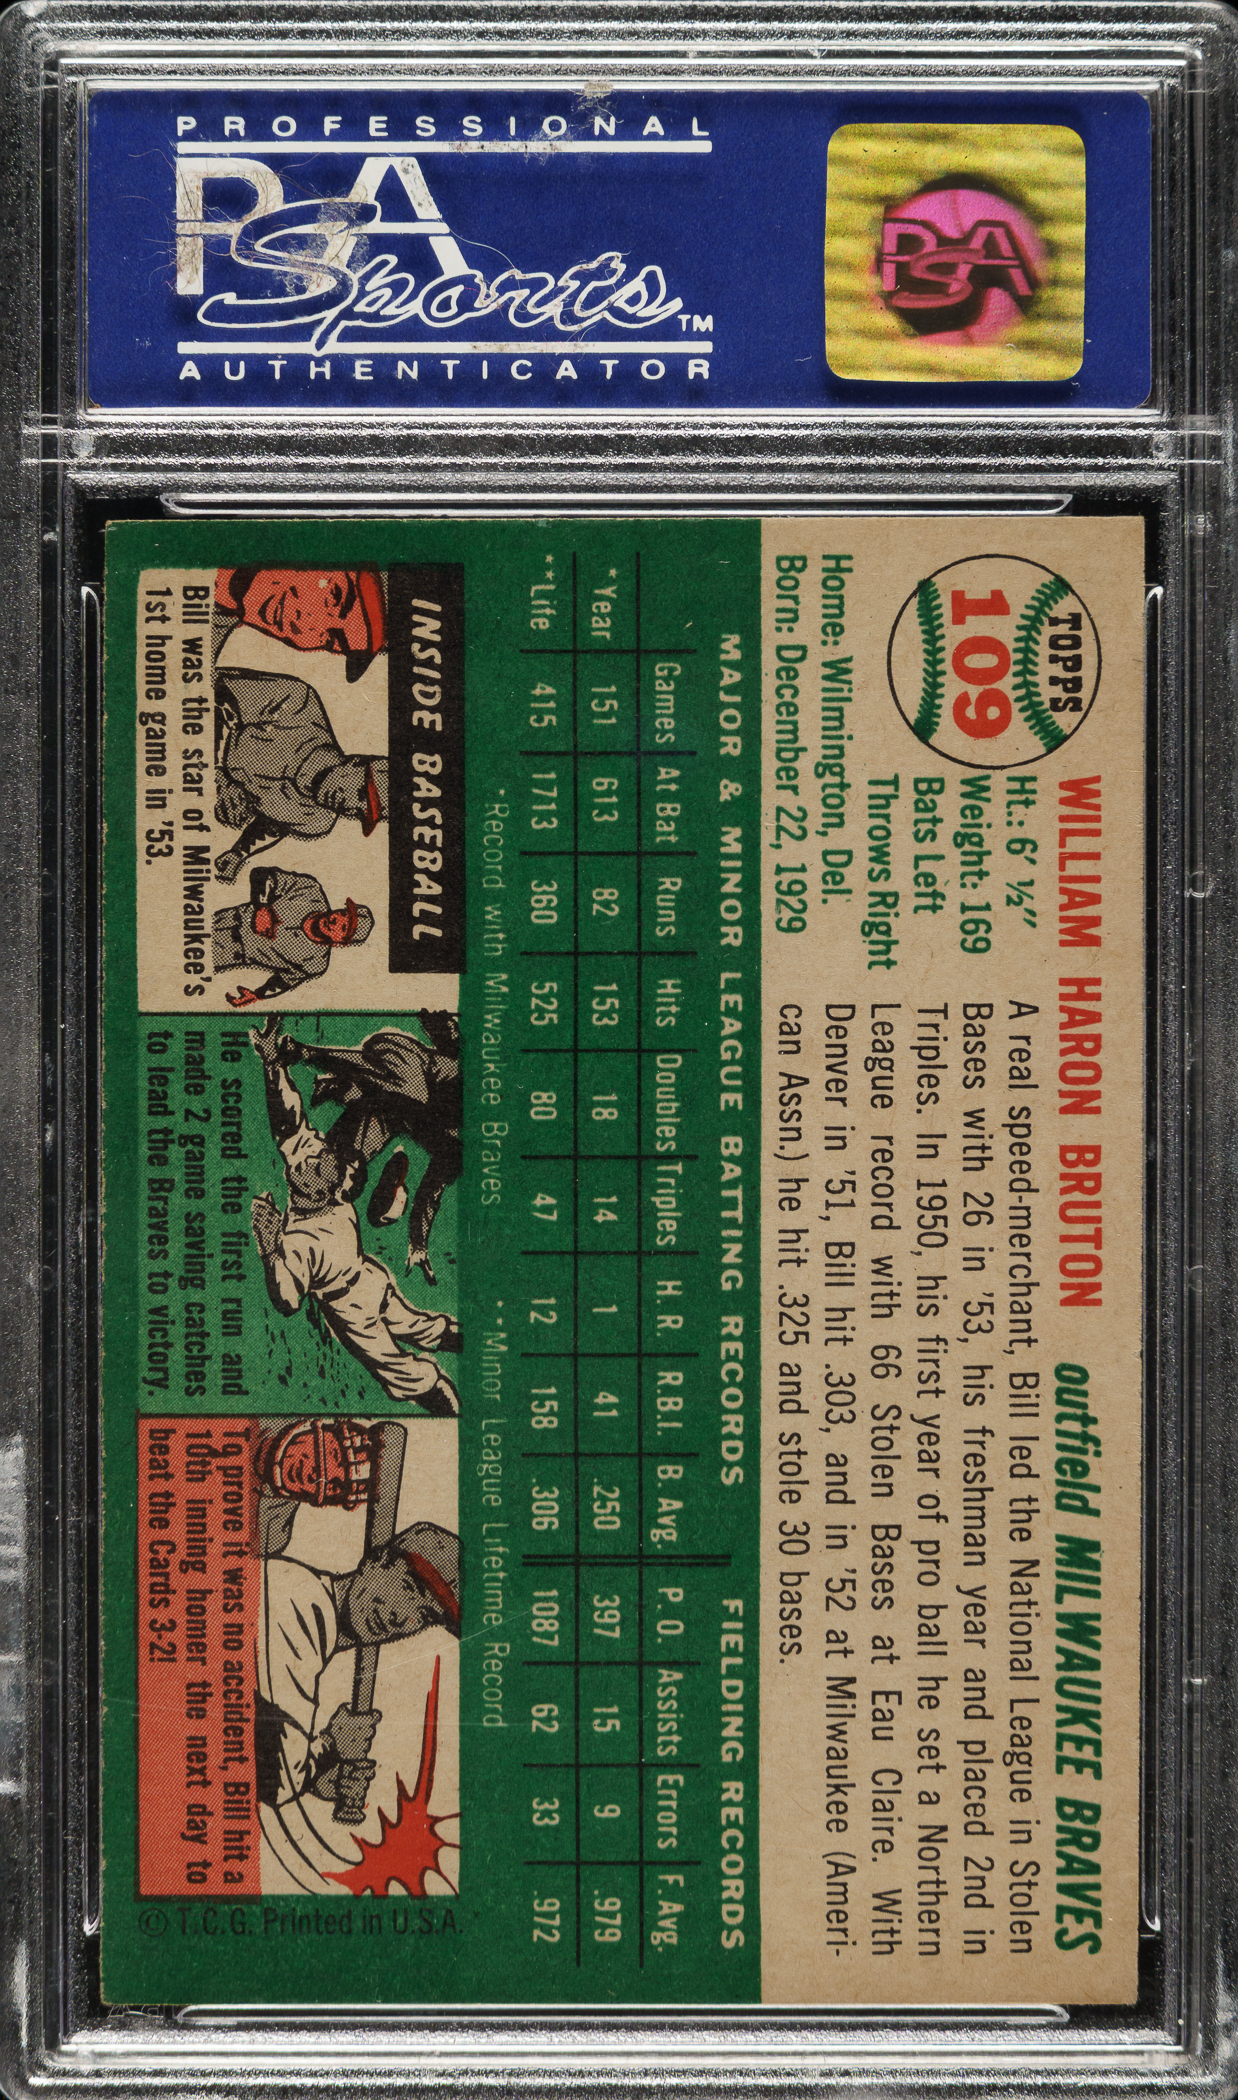 PROFESSIONAL
PSA
Sports™
AUTHENTICATOR
PSA
TOPPS
109
WILLIAM HARON BRUTON outfield MILWAUKEE BRAVES
Ht.: 6' ½"
Weight: 169
Bats Left
Throws Right
Home: Wilmington, Del.
Born: December 22, 1929
A real speed-merchant, Bill led the National League in Stolen
Bases with 26 in '53, his freshman year and placed 2nd in
Triples. In 1950, his first year of pro ball he set a Northern
League record with 66 Stolen Bases at Eau Claire. With
Denver in '51, Bill hit .303, and in '52 at Milwaukee (Ameri-
can Assn.) he hit .325 and stole 30 bases.
MAJOR & MINOR LEAGUE BATTING RECORDS FIELDING RECORDS
Games At Bat Runs Hits Doubles Triples H. R. R.B.I. B. Avg. P. O. Assists Errors F. Avg.
*Year 151 613 82 153 18 14 1 41 .250 397 15 9 .979
**Life 415 1713 360 525 80 47 12 158 .306 1087 62 33 .972
*Record with Milwaukee Braves **Minor League Lifetime Record
INSIDE BASEBALL
Bill was the star of Milwaukee's
1st home game in '53.
He scored the first run and
made 2 game saving catches
to lead the Braves to victory.
To prove it was no accident, Bill hit a
10th inning homer the next day to
beat the Cards 3-2!
© T.C.G. Printed in U.S.A.